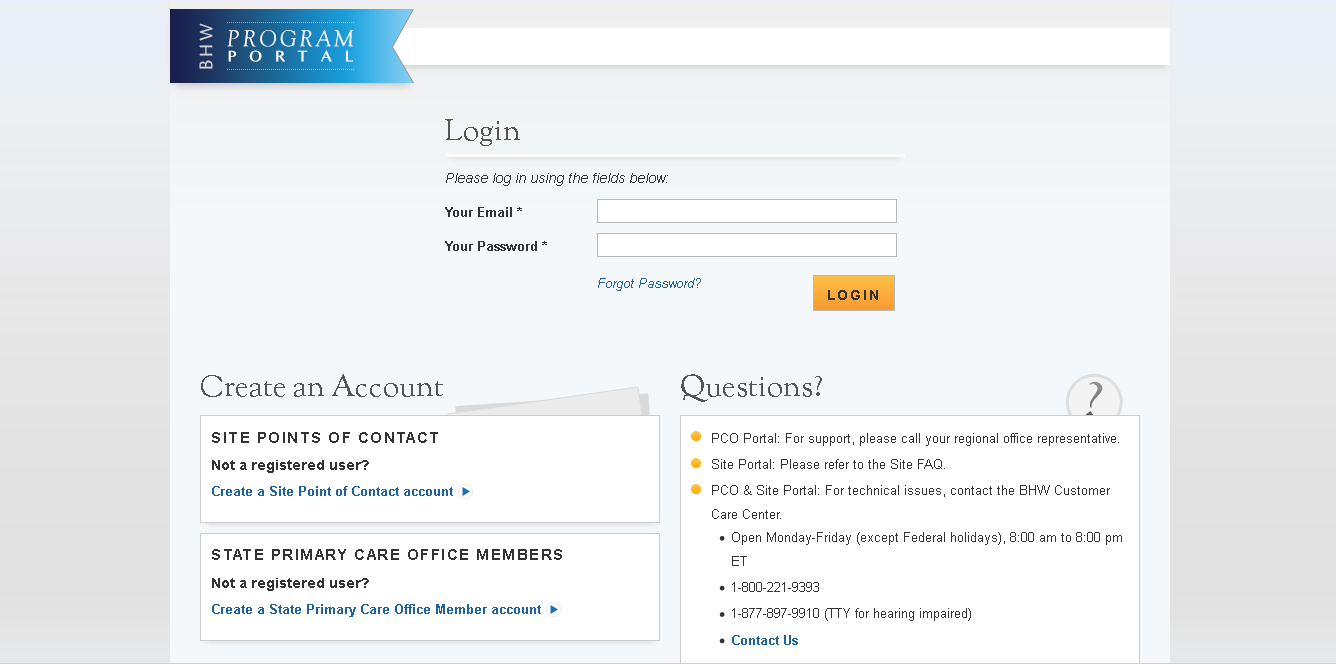 BHW
PROGRAM
PORTAL
Login
Please log in using the fields below:
Your Email *
Your Password *
Forgot Password?
LOGIN
Create an Account
SITE POINTS OF CONTACT
Not a registered user?
Create a Site Point of Contact account
STATE PRIMARY CARE OFFICE MEMBERS
Not a registered user?
Create a State Primary Care Office Member account
Questions?
?
PCO Portal: For support, please call your regional office representative.
Site Portal: Please refer to the Site FAQ.
PCO & Site Portal: For technical issues, contact the BHW Customer
Care Center.
Open Monday-Friday (except Federal holidays), 8:00 am to 8:00 pm
ET
1-800-221-9393
1-877-897-9910 (TTY for hearing impaired)
Contact Us